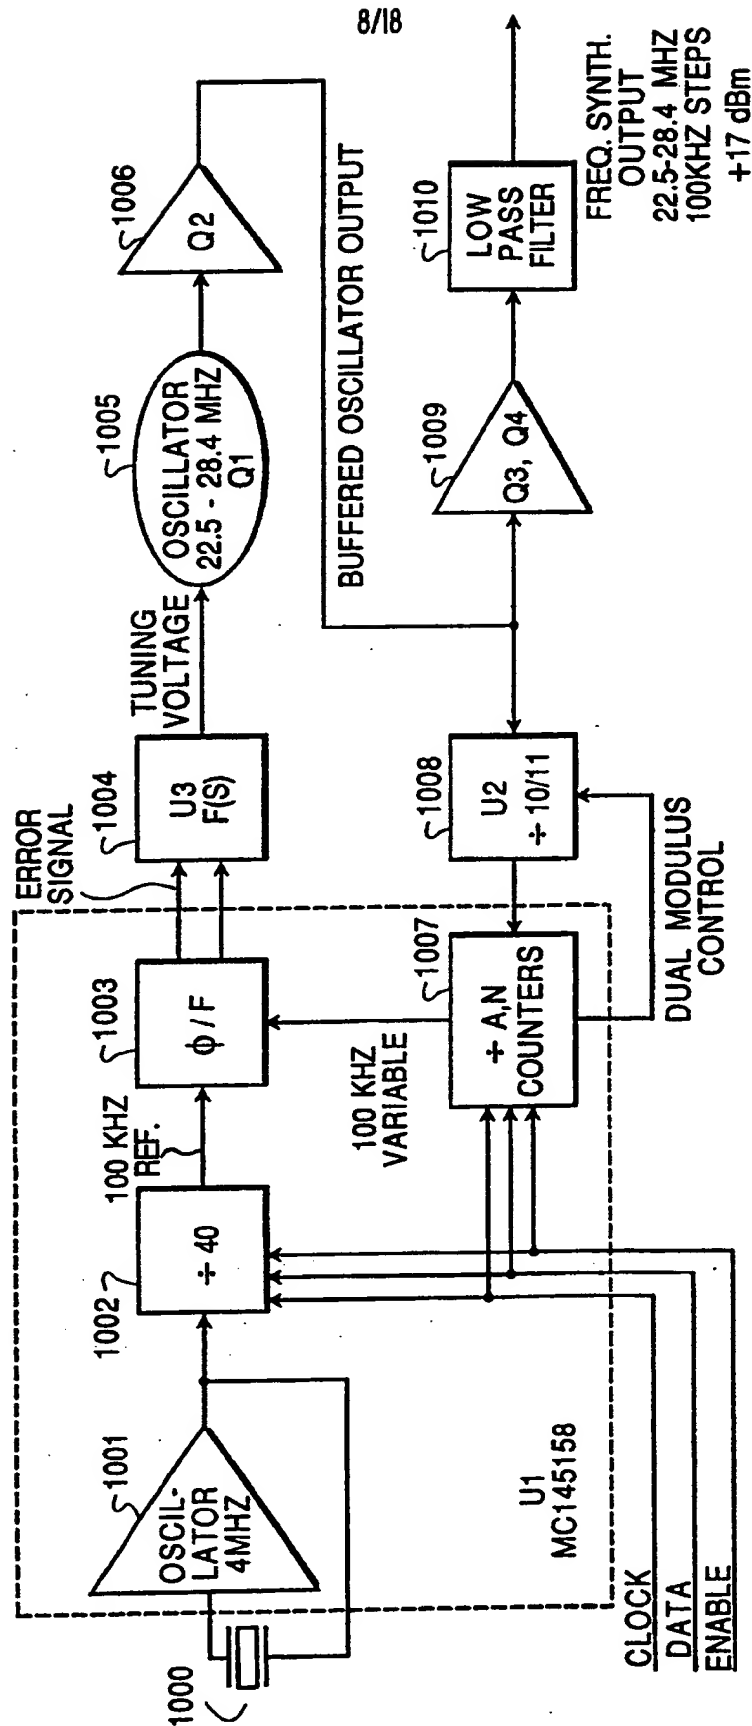 8/18
1000
1001
OSCIL-
LATOR
4MHZ
1002
÷ 40
100 KHZ
REF.
1003
ϕ / F
ERROR
SIGNAL
1004
U3
F(S)
TUNING
VOLTAGE
1005
OSCILLATOR
22.5 - 28.4 MHZ
Q1
1006
Q2
BUFFERED OSCILLATOR OUTPUT
U1
MC145158
100 KHZ
VARIABLE
1007
÷ A,N
COUNTERS
1008
U2
÷ 10/11
DUAL MODULUS
CONTROL
1009
Q3, Q4
1010
LOW
PASS
FILTER
FREQ. SYNTH.
OUTPUT
22.5-28.4 MHZ
100KHZ STEPS
+17 dBm
CLOCK
DATA
ENABLE